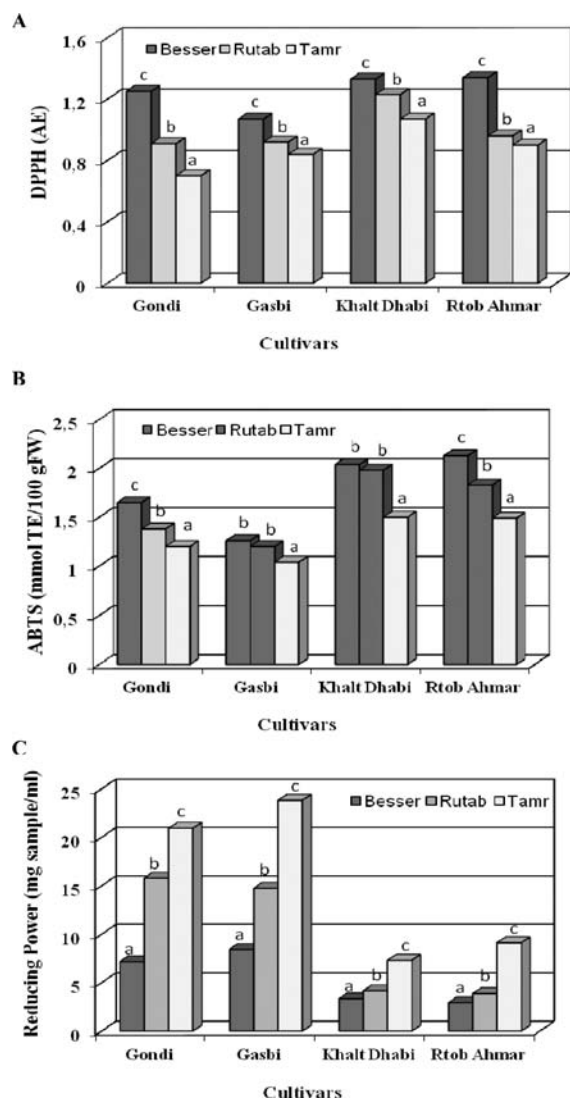 A
1.6
1.2
0.8
0.4
0
DPPH (AE)
Besser Rutab Tamr
c b a
c b a
c b a
c b a
Gondi Gasbi Khalt Dhabi Rtob Ahmar
Cultivars
B
2.5
2
1.5
1
0.5
0
ABTS (mmol TE/100 gFW)
Besser Rutab Tamr
c b a
b b a
b b a
c b a
Gondi Gasbi Khalt Dhabi Rtob Ahmar
Cultivars
C
25
20
15
10
5
0
Reducing Power (mg sample/ml)
Besser Rutab Tamr
a b c
a b c
a b c
a b c
Gondi Gasbi Khalt Dhabi Rtob Ahmar
Cultivars